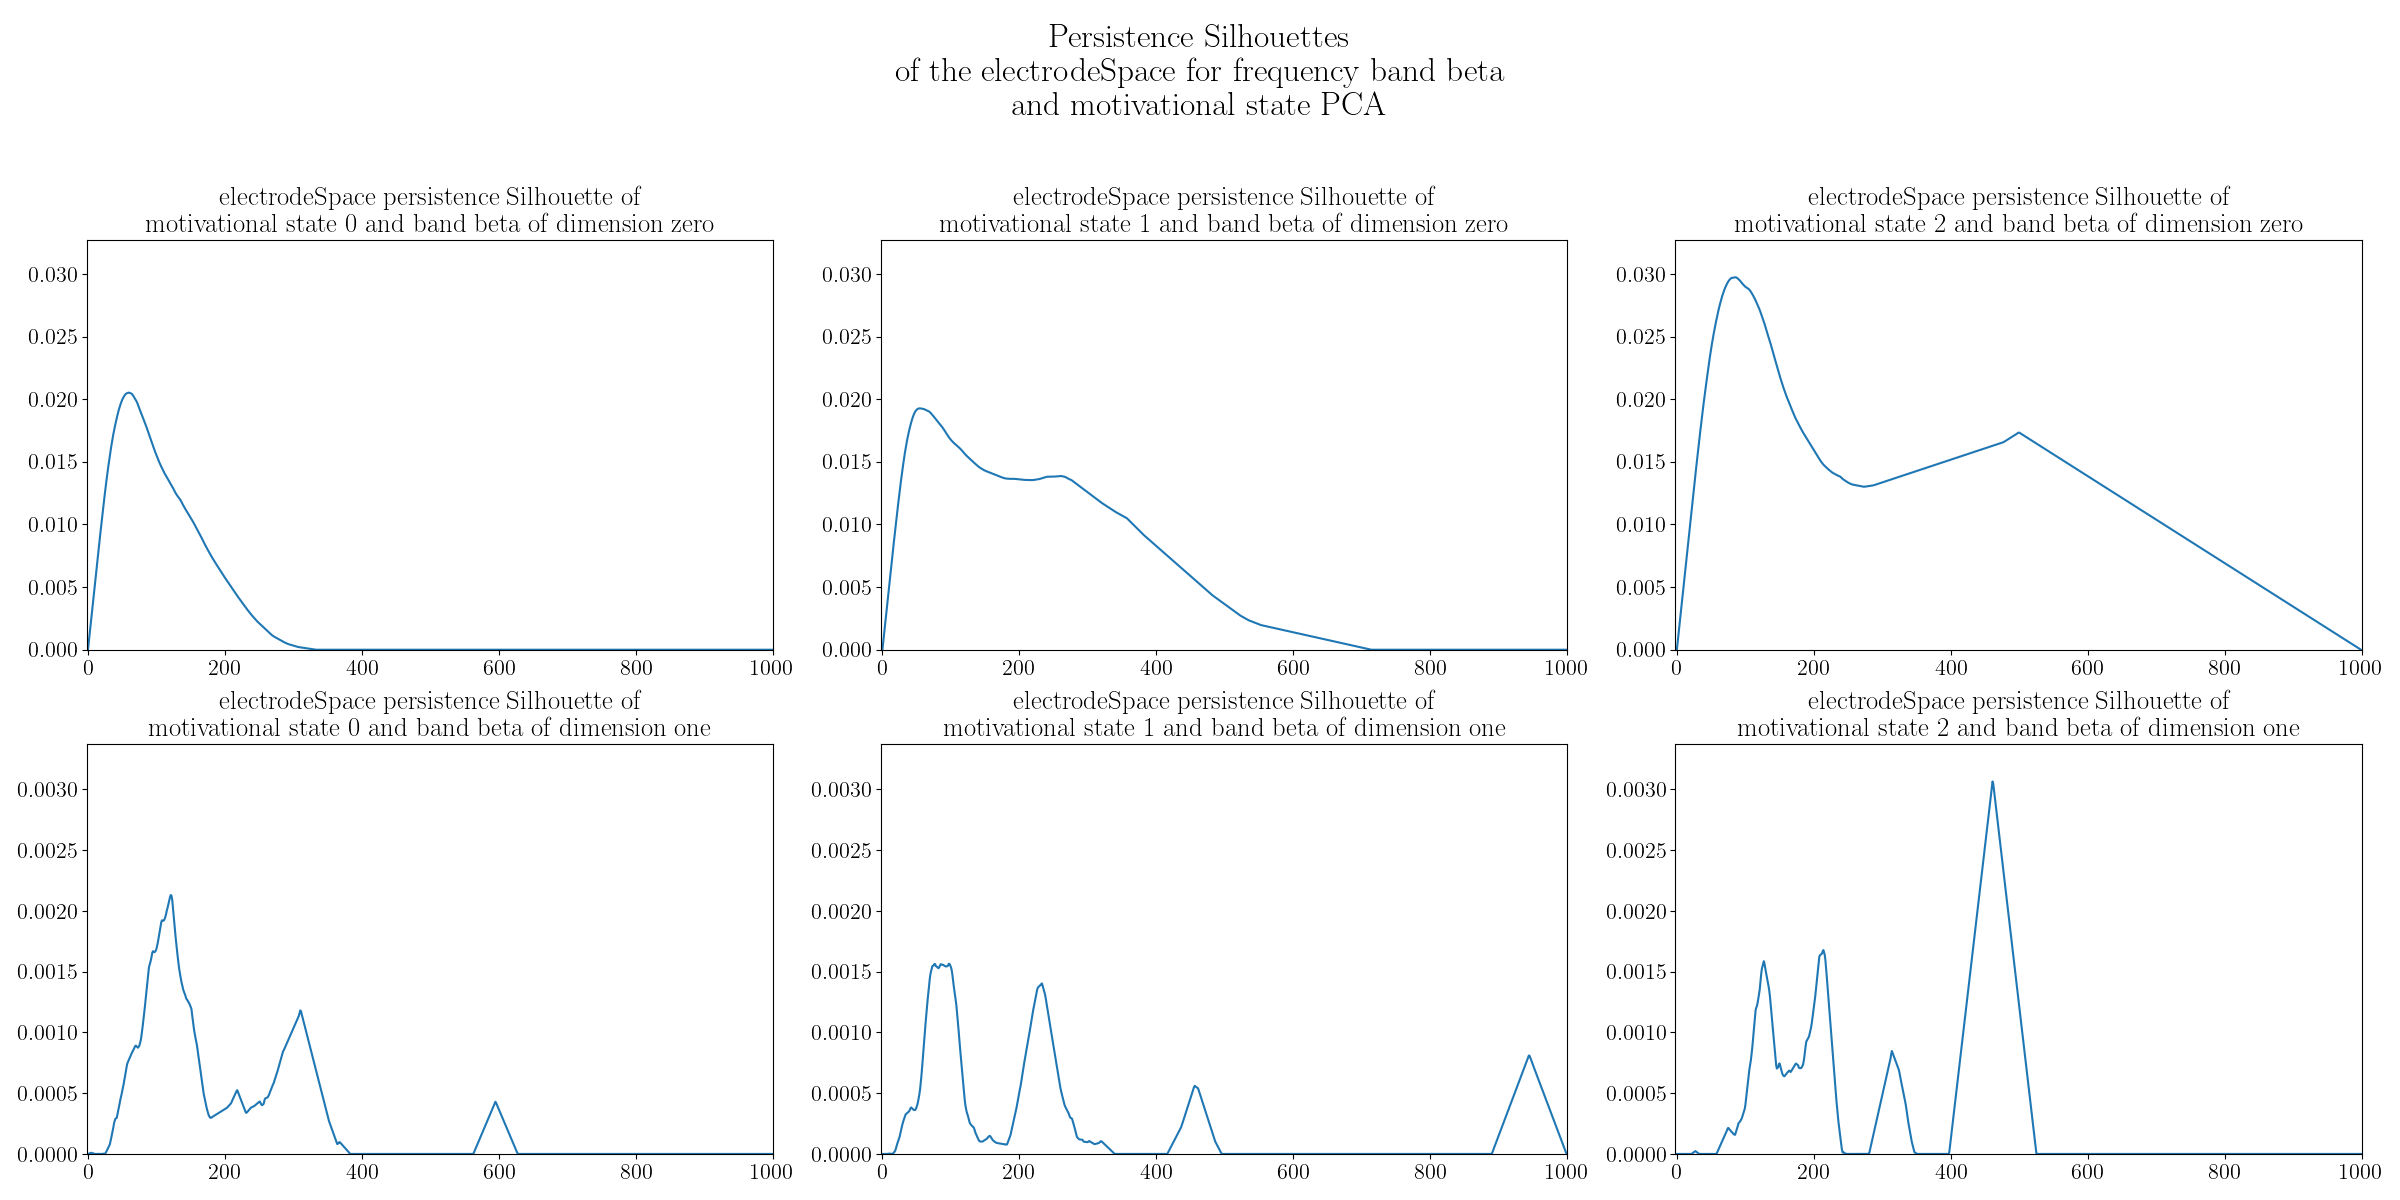 Persistence Silhouettes
of the electrodeSpace for frequency band beta
and motivational state PCA
electrodeSpace persistence Silhouette of
motivational state 0 and band beta of dimension zero
0.030
0.025
0.020
0.015
0.010
0.005
0.000
0 200 400 600 800 1000
electrodeSpace persistence Silhouette of
motivational state 1 and band beta of dimension zero
0.030
0.025
0.020
0.015
0.010
0.005
0.000
0 200 400 600 800 1000
electrodeSpace persistence Silhouette of
motivational state 2 and band beta of dimension zero
0.030
0.025
0.020
0.015
0.010
0.005
0.000
0 200 400 600 800 1000
electrodeSpace persistence Silhouette of
motivational state 0 and band beta of dimension one
0.0030
0.0025
0.0020
0.0015
0.0010
0.0005
0.0000
0 200 400 600 800 1000
electrodeSpace persistence Silhouette of
motivational state 1 and band beta of dimension one
0.0030
0.0025
0.0020
0.0015
0.0010
0.0005
0.0000
0 200 400 600 800 1000
electrodeSpace persistence Silhouette of
motivational state 2 and band beta of dimension one
0.0030
0.0025
0.0020
0.0015
0.0010
0.0005
0.0000
0 200 400 600 800 1000